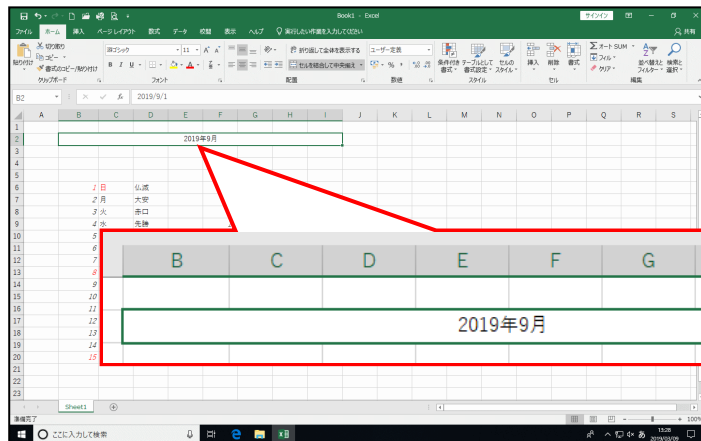 Book1 - Excel
サインイン
ファイル ホーム 挿入 ページレイアウト 数式 データ 校閲 表示 ヘルプ 実行したい作業を入力してください 共有
貼り付け
切り取り
コピー
書式のコピー/貼り付け
クリップボード
游ゴシック 11
B I U
フォント
折り返して全体を表示する
セルを結合して中央揃え
配置
ユーザー定義
数値
条件付き書式 テーブルとして書式設定 セルのスタイル
スタイル
挿入 削除 書式
セル
オート SUM
フィル
クリア
並べ替えと フィルター 検索と選択
編集
B2 fx 2019/9/1
A B C D E F G H I J K L M N O P Q R S
1
2 2019年9月
3
4
5
6 1 日 仏滅
7 2 月 大安
8 3 火 赤口
9 4 水 先勝
10 5
11 6
12 7
13 8
14 9
15 10
16 11
17 12
18 13
19 14
20 15
21
22
23
B C D E F G
2019年9月
Sheet1
準備完了
100%
ここに入力して検索
あ
13:28
2019/03/09